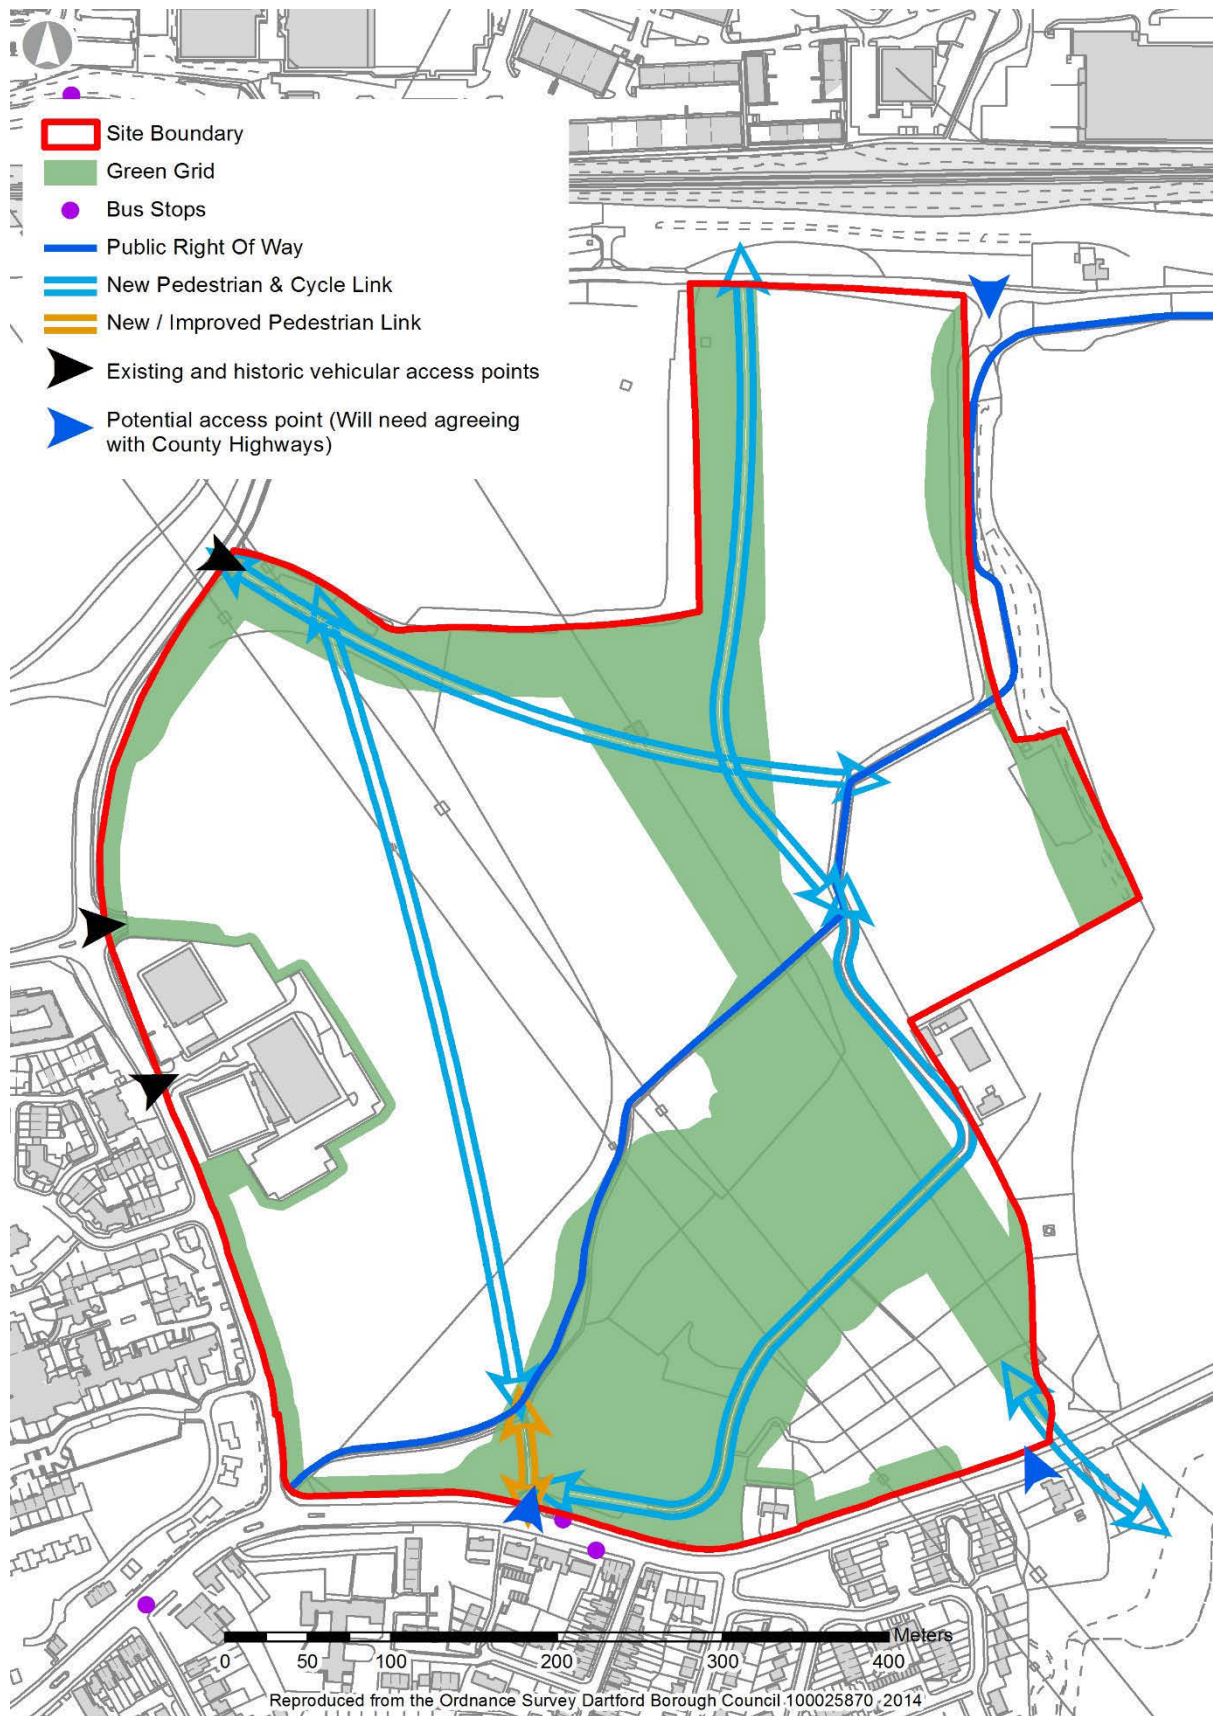 Site Boundary
Green Grid
Bus Stops
Public Right Of Way
New Pedestrian & Cycle Link
New / Improved Pedestrian Link
Existing and historic vehicular access points
Potential access point (Will need agreeing
with County Highways)
Meters
0 50 100 200 300 400
Reproduced from the Ordnance Survey Dartford Borough Council 100025870 2014